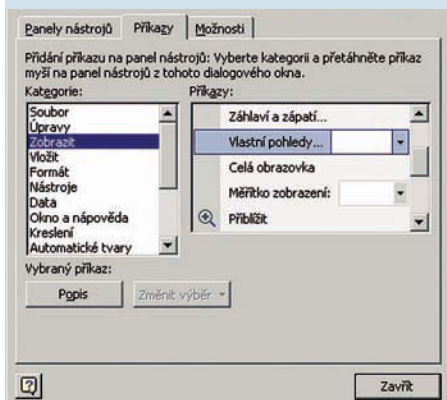 Panely nástrojů Příkazy Možnosti
Přidání příkazu na panel nástrojů: Vyberte kategorii a přetáhněte příkaz
myší na panel nástrojů z tohoto dialogového okna.
Kategorie:
Soubor
Úpravy
Zobrazit
Vložit
Formát
Nástroje
Data
Okno a nápověda
Kreslení
Automatické tvary
Příkazy:
Záhlaví a zápatí...
Vlastní pohledy...
Celá obrazovka
Měřítko zobrazení:
Přiblížit
Vybraný příkaz:
Popis Změnit výběr
?
Zavřít